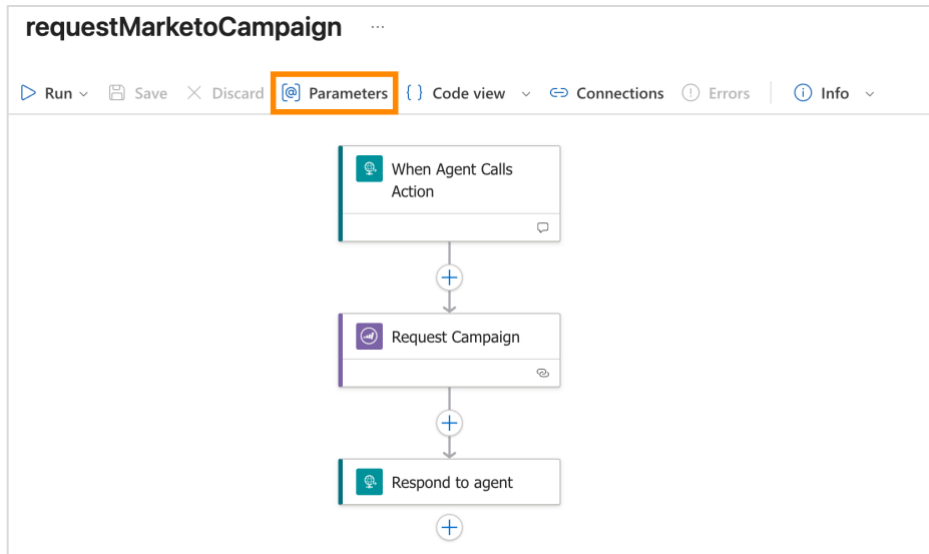 requestMarketoCampaign ...
Run Save Discard [@] Parameters { } Code view Connections Errors Info
When Agent Calls
Action
Request Campaign
Respond to agent